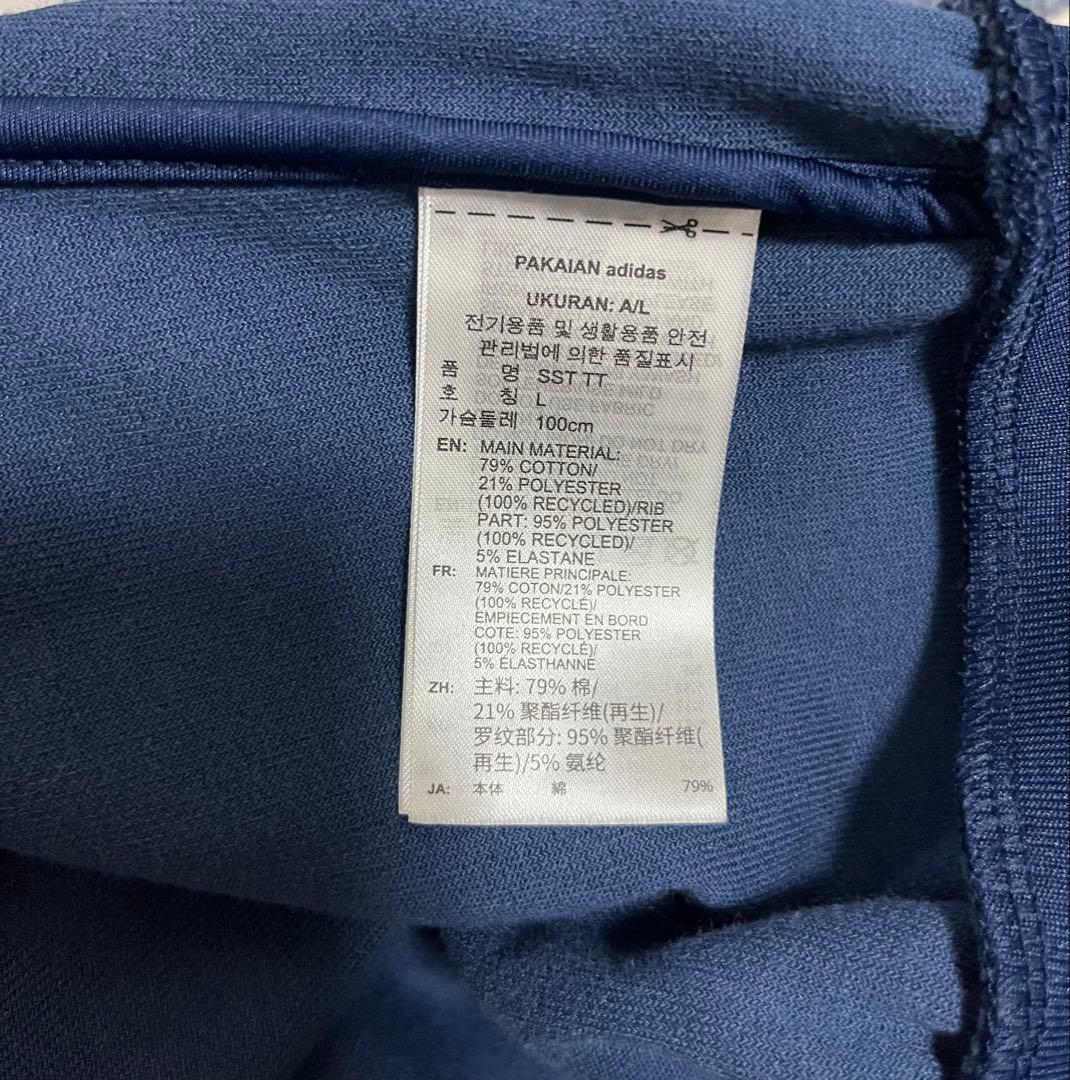 PAKAIAN adidas
UKURAN: A/L
전기용품 및 생활용품 안전
관리법에 의한 품질표시
품 명 SST TT
호 칭 L
가슴둘레 100cm
EN: MAIN MATERIAL:
79% COTTON/
21% POLYESTER
(100% RECYCLED)/RIB
PART: 95% POLYESTER
(100% RECYCLED)/
5% ELASTANE
FR: MATIERE PRINCIPALE:
79% COTON/21% POLYESTER
(100% RECYCLÉ)/
EMPIECEMENT EN BORD
COTE: 95% POLYESTER
(100% RECYCLÉ)/
5% ÉLASTHANNE
ZH: 主料: 79% 棉/
21% 聚酯纤维(再生)/
罗纹部分: 95% 聚酯纤维(
再生)/5% 氨纶
JA: 本体 綿 79%